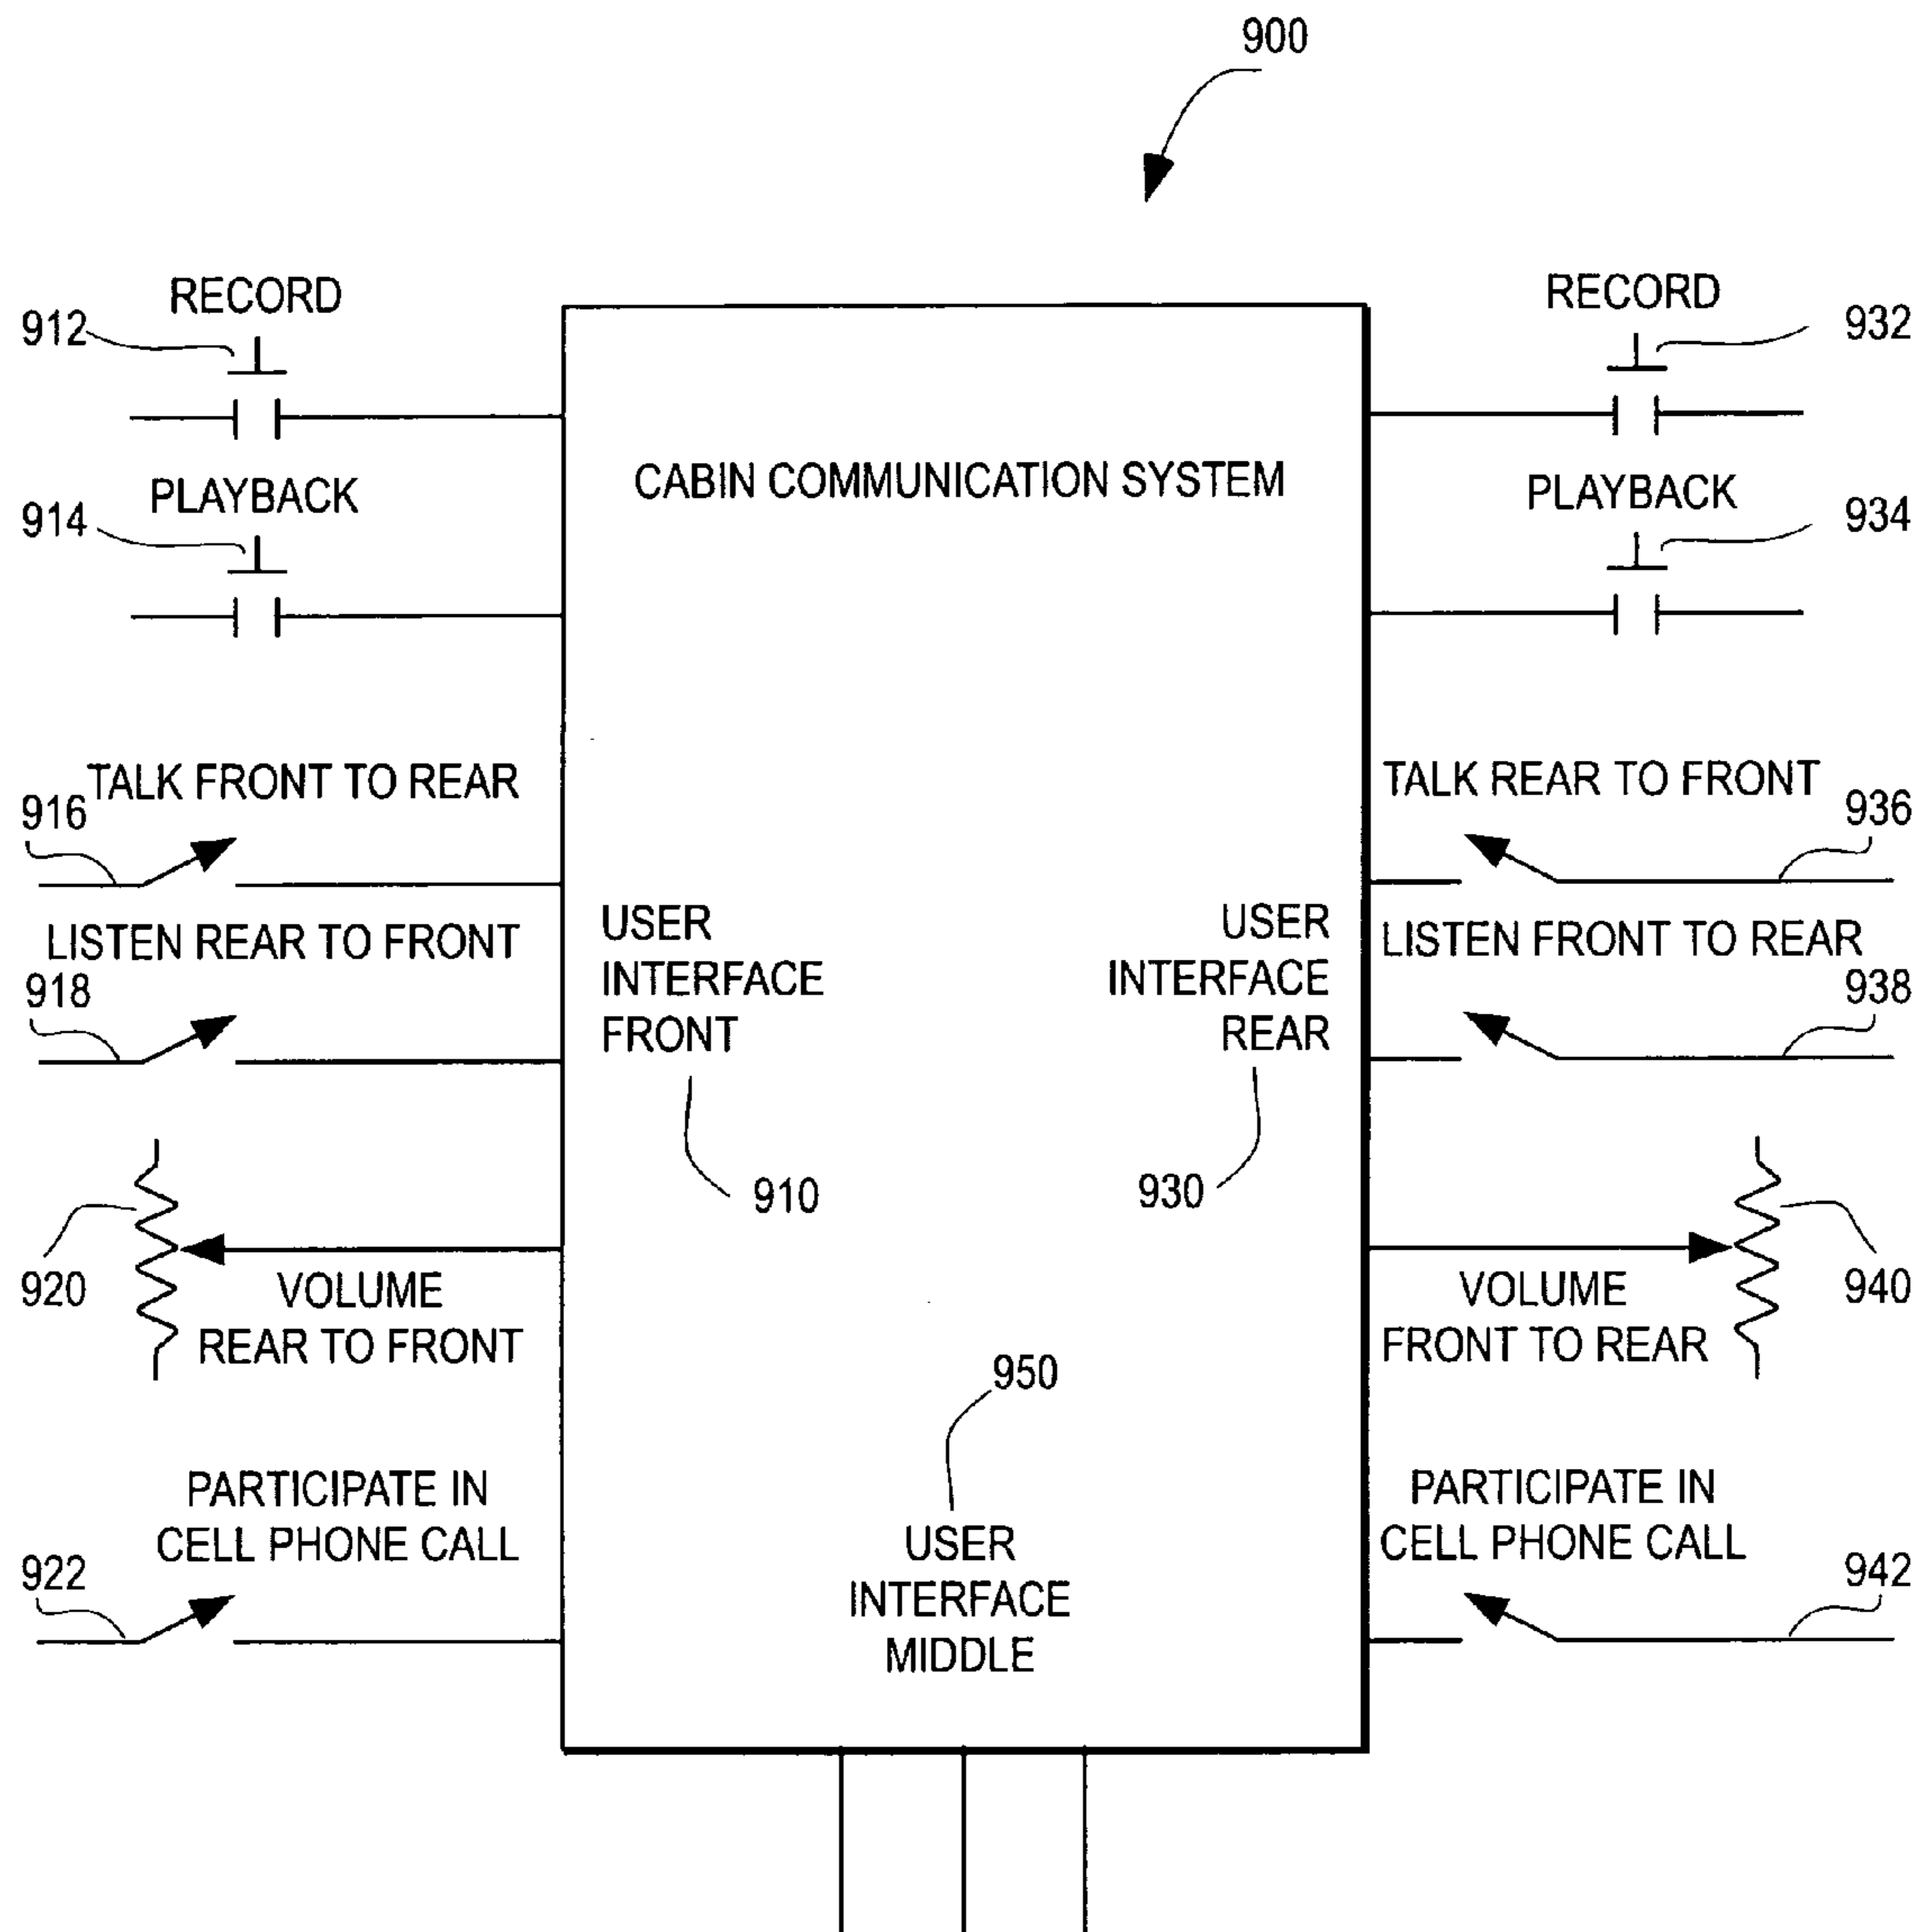 900
RECORD
912
PLAYBACK
914
TALK FRONT TO REAR
916
LISTEN REAR TO FRONT
918
920
VOLUME
REAR TO FRONT
PARTICIPATE IN
CELL PHONE CALL
922
CABIN COMMUNICATION SYSTEM
USER
INTERFACE
FRONT
910
USER
INTERFACE
REAR
930
950
USER
INTERFACE
MIDDLE
RECORD
932
PLAYBACK
934
TALK REAR TO FRONT
936
LISTEN FRONT TO REAR
938
940
VOLUME
FRONT TO REAR
PARTICIPATE IN
CELL PHONE CALL
942